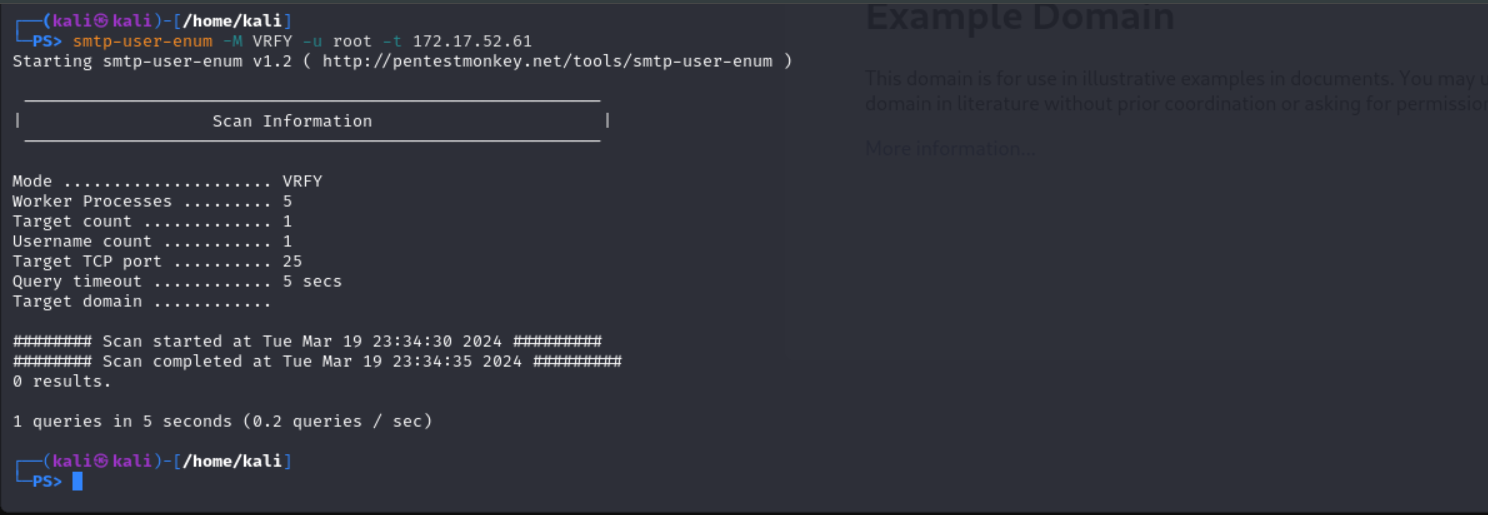 ┌──(kali㉿kali)-[/home/kali]
└─PS> smtp-user-enum -M VRFY -u root -t 172.17.52.61
Starting smtp-user-enum v1.2 ( http://pentestmonkey.net/tools/smtp-user-enum )
| Scan Information |
Mode ..................... VRFY
Worker Processes ......... 5
Target count ............. 1
Username count ........... 1
Target TCP port .......... 25
Query timeout ............ 5 secs
Target domain ............
######## Scan started at Tue Mar 19 23:34:30 2024 #########
######## Scan completed at Tue Mar 19 23:34:35 2024 #########
0 results.
1 queries in 5 seconds (0.2 queries / sec)
┌──(kali㉿kali)-[/home/kali]
└─PS>
Example Domain
This domain is for use in illustrative examples in documents. You may
domain in literature without prior coordination or asking for
More information...